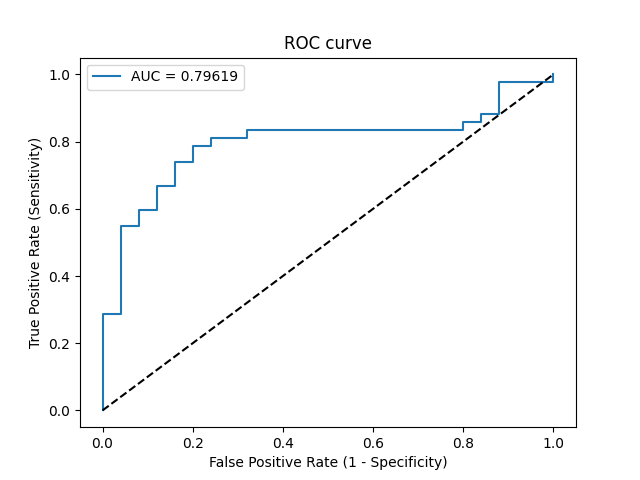 ROC curve
AUC = 0.79619
True Positive Rate (Sensitivity)
1.0
0.8
0.6
0.4
0.2
0.0
0.0 0.2 0.4 0.6 0.8 1.0
False Positive Rate (1 - Specificity)